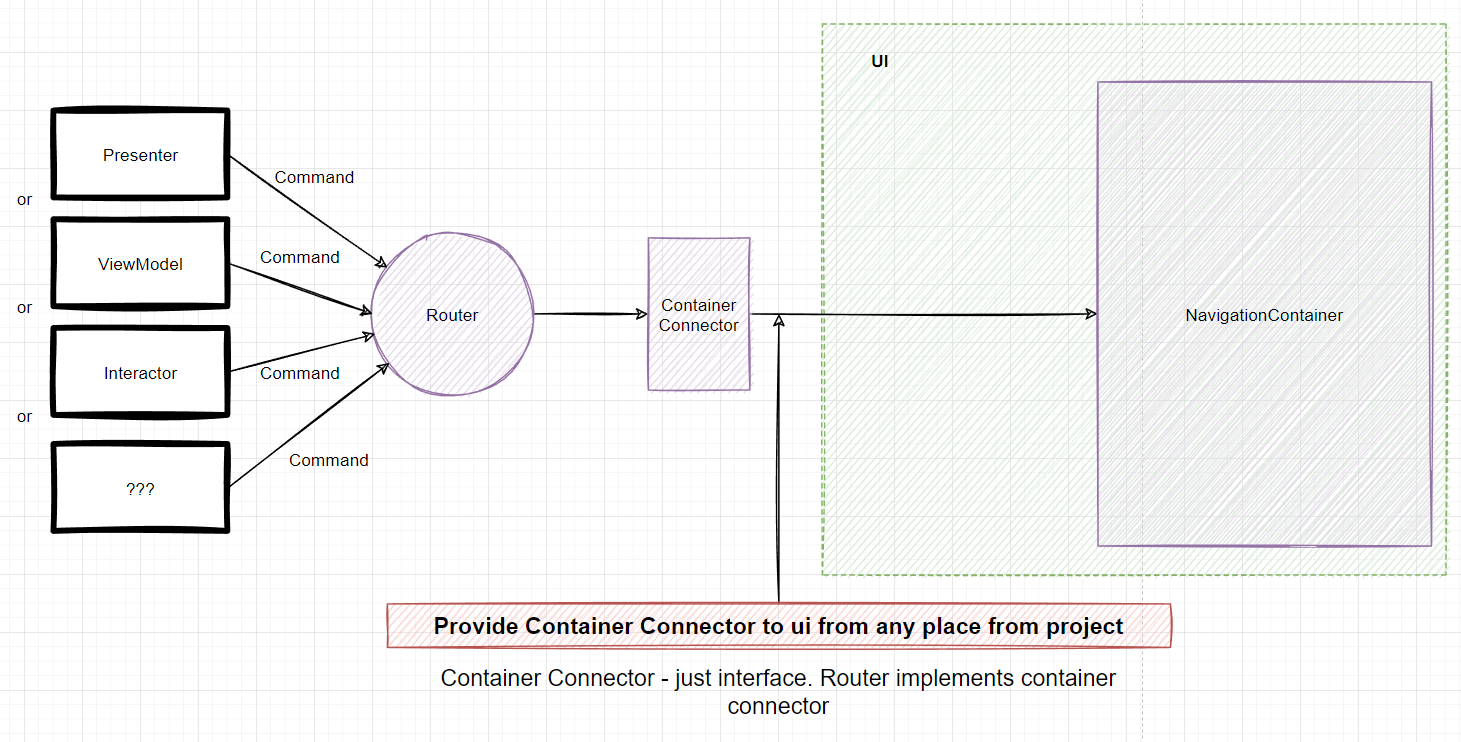 UI
Presenter
Command
or
ViewModel
Command
or
Router
Container
Connector
NavigationContainer
Interactor
Command
or
Command
???
Provide Container Connector to ui from any place from project
Container Connector - just interface. Router implements container
connector